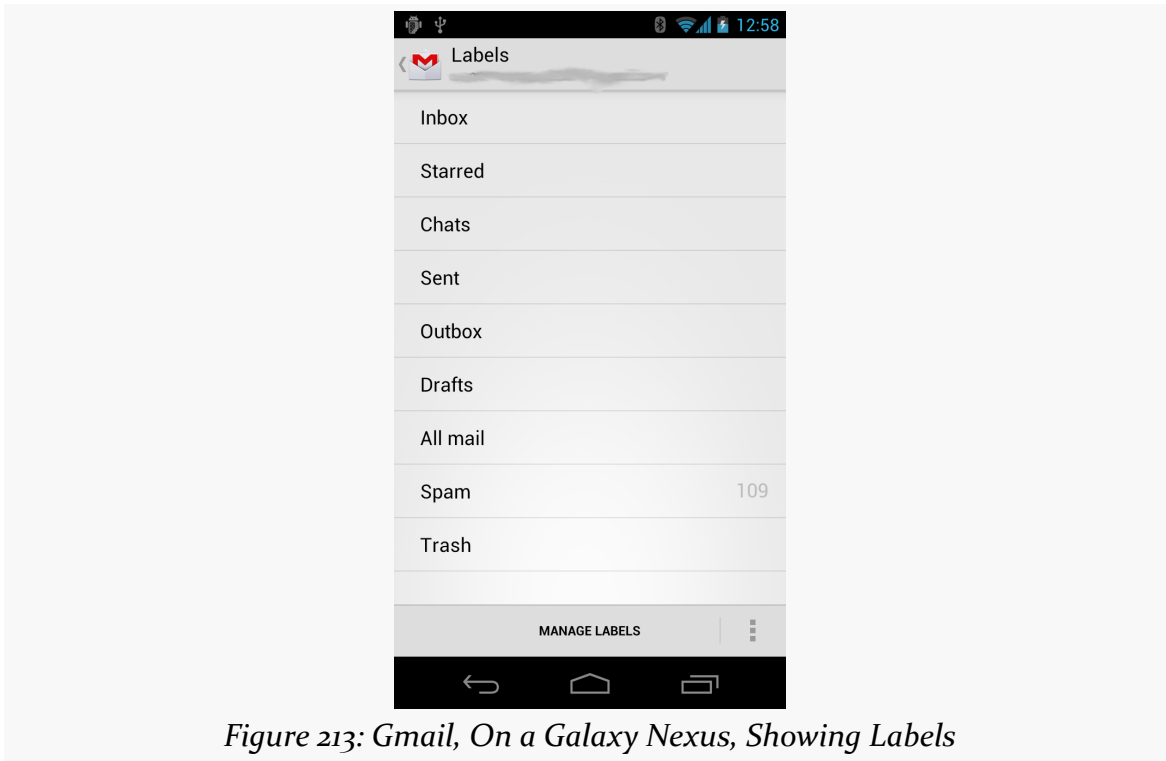 12:58
Labels
Inbox
Starred
Chats
Sent
Outbox
Drafts
All mail
Spam 109
Trash
MANAGE LABELS
Figure 213: Gmail, On a Galaxy Nexus, Showing Labels